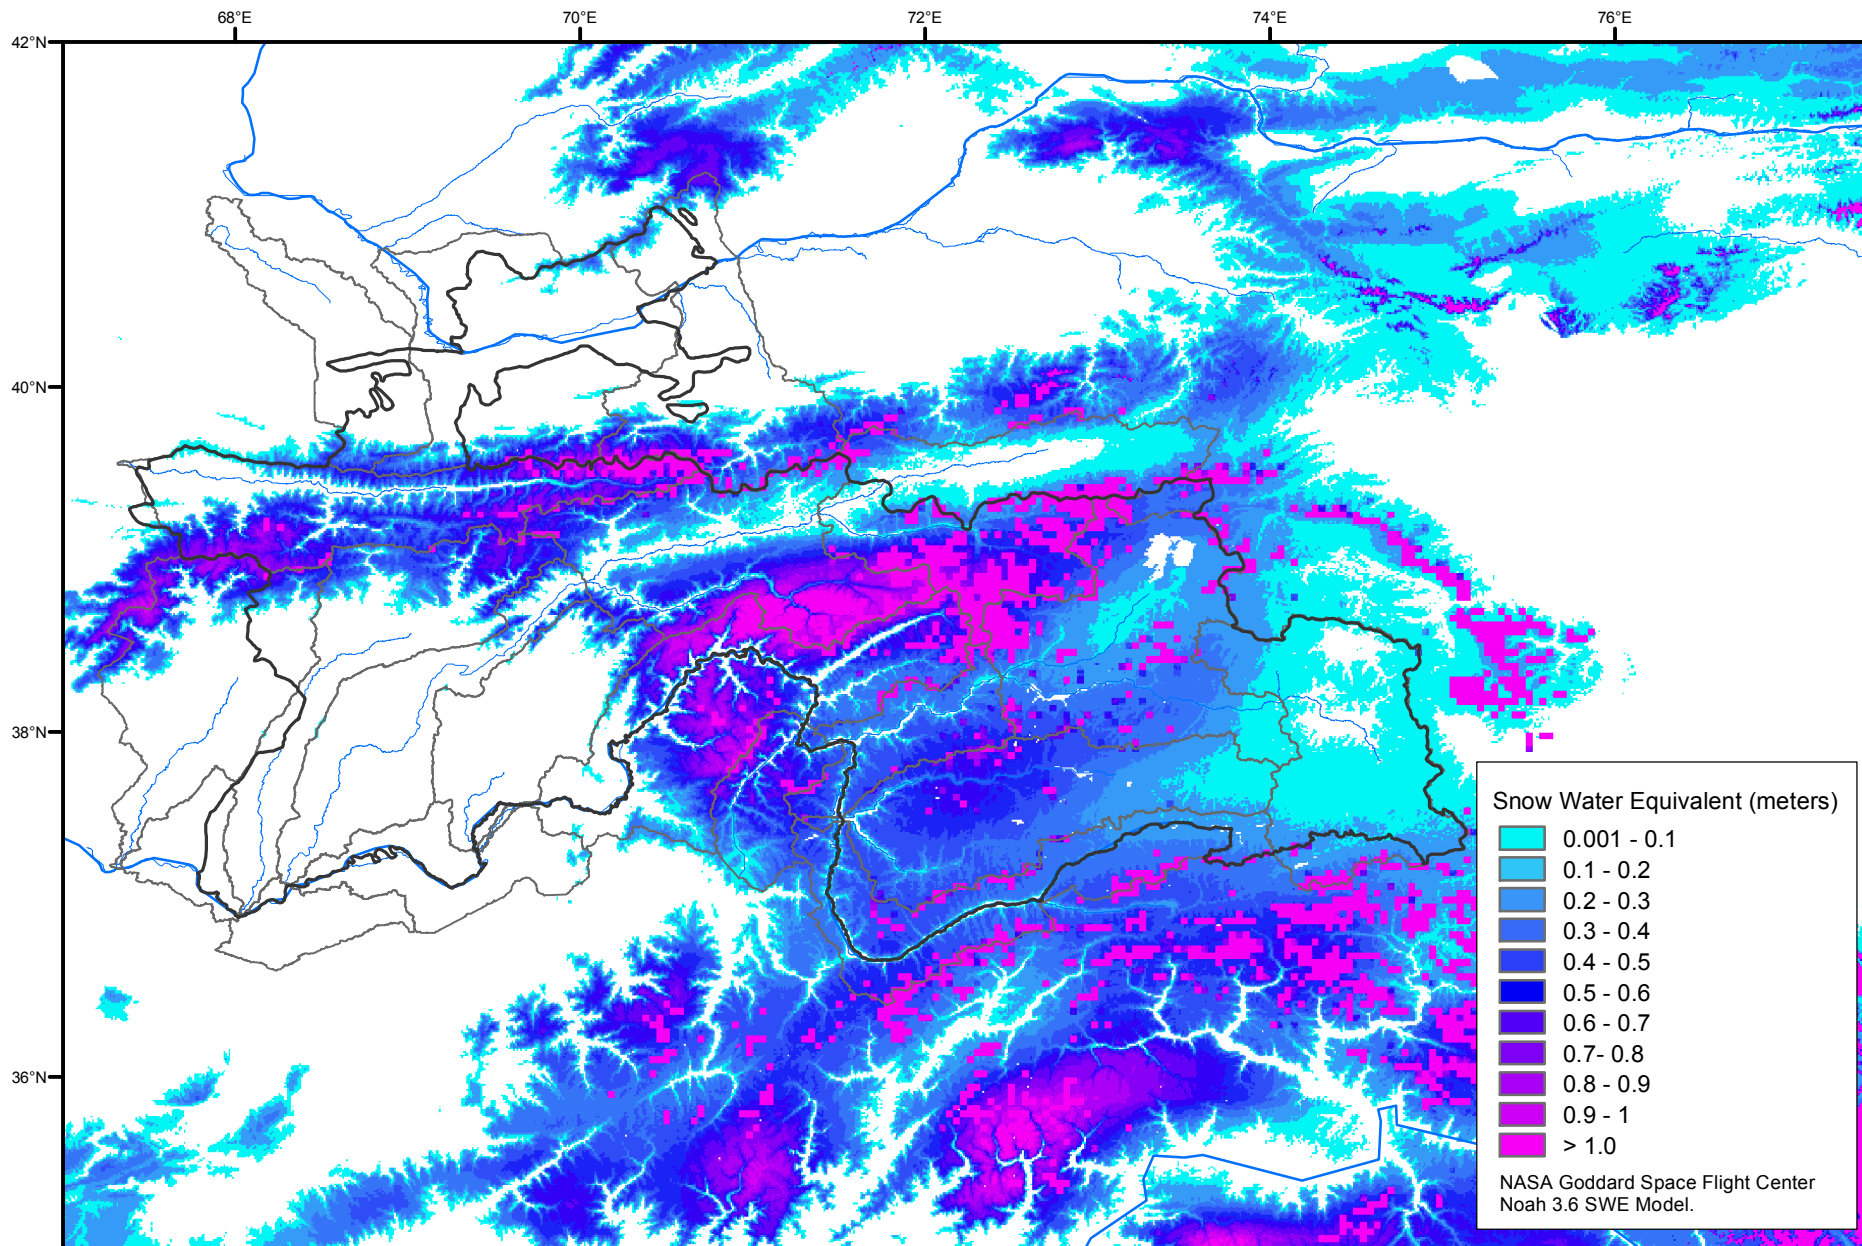 68°E 70°E 72°E 74°E 76°E
42°N
40°N
38°N
36°N
Snow Water Equivalent (meters)
0.001 - 0.1
0.1 - 0.2
0.2 - 0.3
0.3 - 0.4
0.4 - 0.5
0.5 - 0.6
0.6 - 0.7
0.7- 0.8
0.8 - 0.9
0.9 - 1
> 1.0
NASA Goddard Space Flight Center
Noah 3.6 SWE Model.